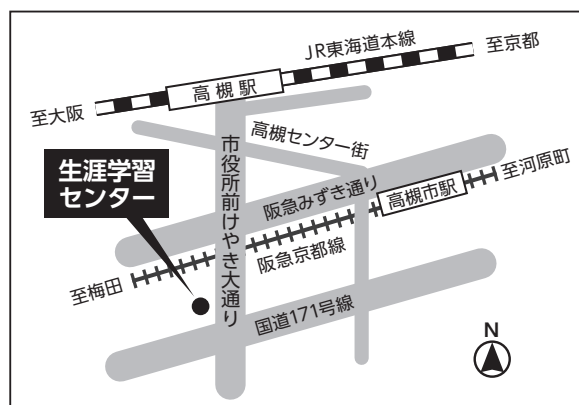 JR東海道本線
至京都
高槻駅
至大阪
高槻センター街
市役所前けやき大通り
生涯学習
センター
阪急みずき通り
高槻市駅
至河原町
阪急京都線
至梅田
国道171号線
N